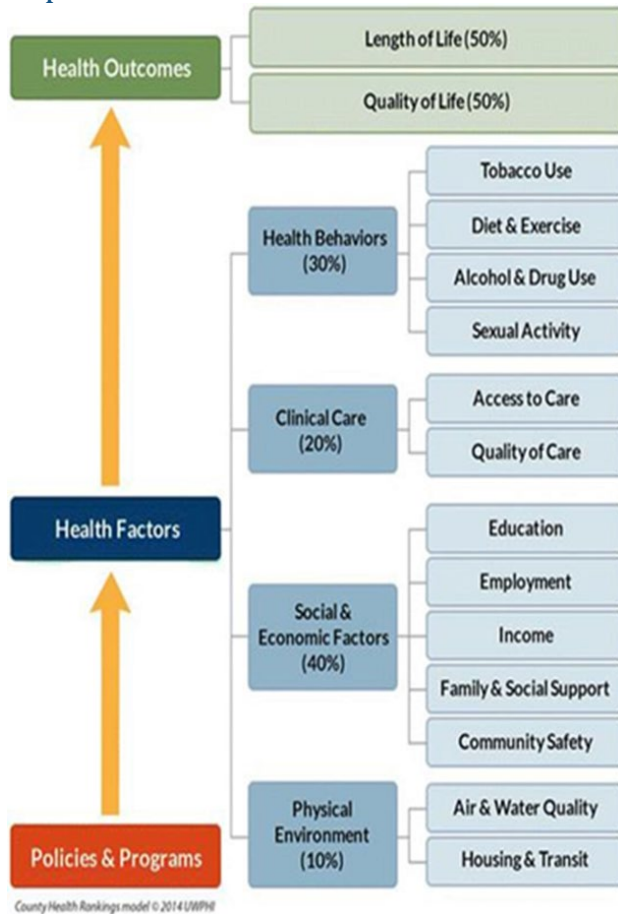 Length of Life (50%)
Health Outcomes
Quality of Life (50%)
Tobacco Use
Health Behaviors
(30%)
Diet & Exercise
Alcohol & Drug Use
Sexual Activity
Clinical Care
(20%)
Access to Care
Quality of Care
Health Factors
Social &
Economic Factors
(40%)
Education
Employment
Income
Family & Social Support
Community Safety
Physical
Environment
(10%)
Air & Water Quality
Housing & Transit
Policies & Programs
County Health Rankings model © 2014 UWPHI